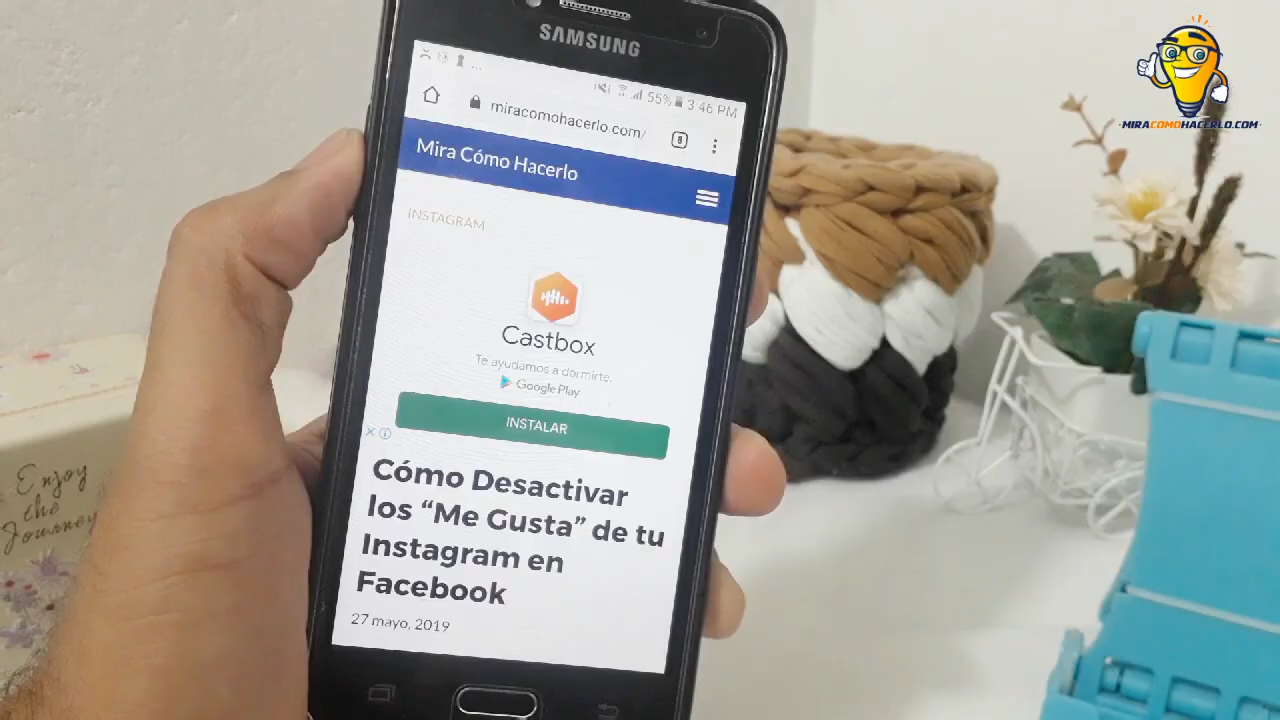 SAMSUNG
55% 3:46 PM
miracomohacerlo.com/ 8
Mira Cómo Hacerlo
INSTAGRAM
Castbox
Te ayudamos a dormirte.
Google Play
INSTALAR
Cómo Desactivar
los “Me Gusta” de tu
Instagram en
Facebook
27 mayo, 2019
Enjoy
the
Journey
MIRACOMOHACERLO.COM